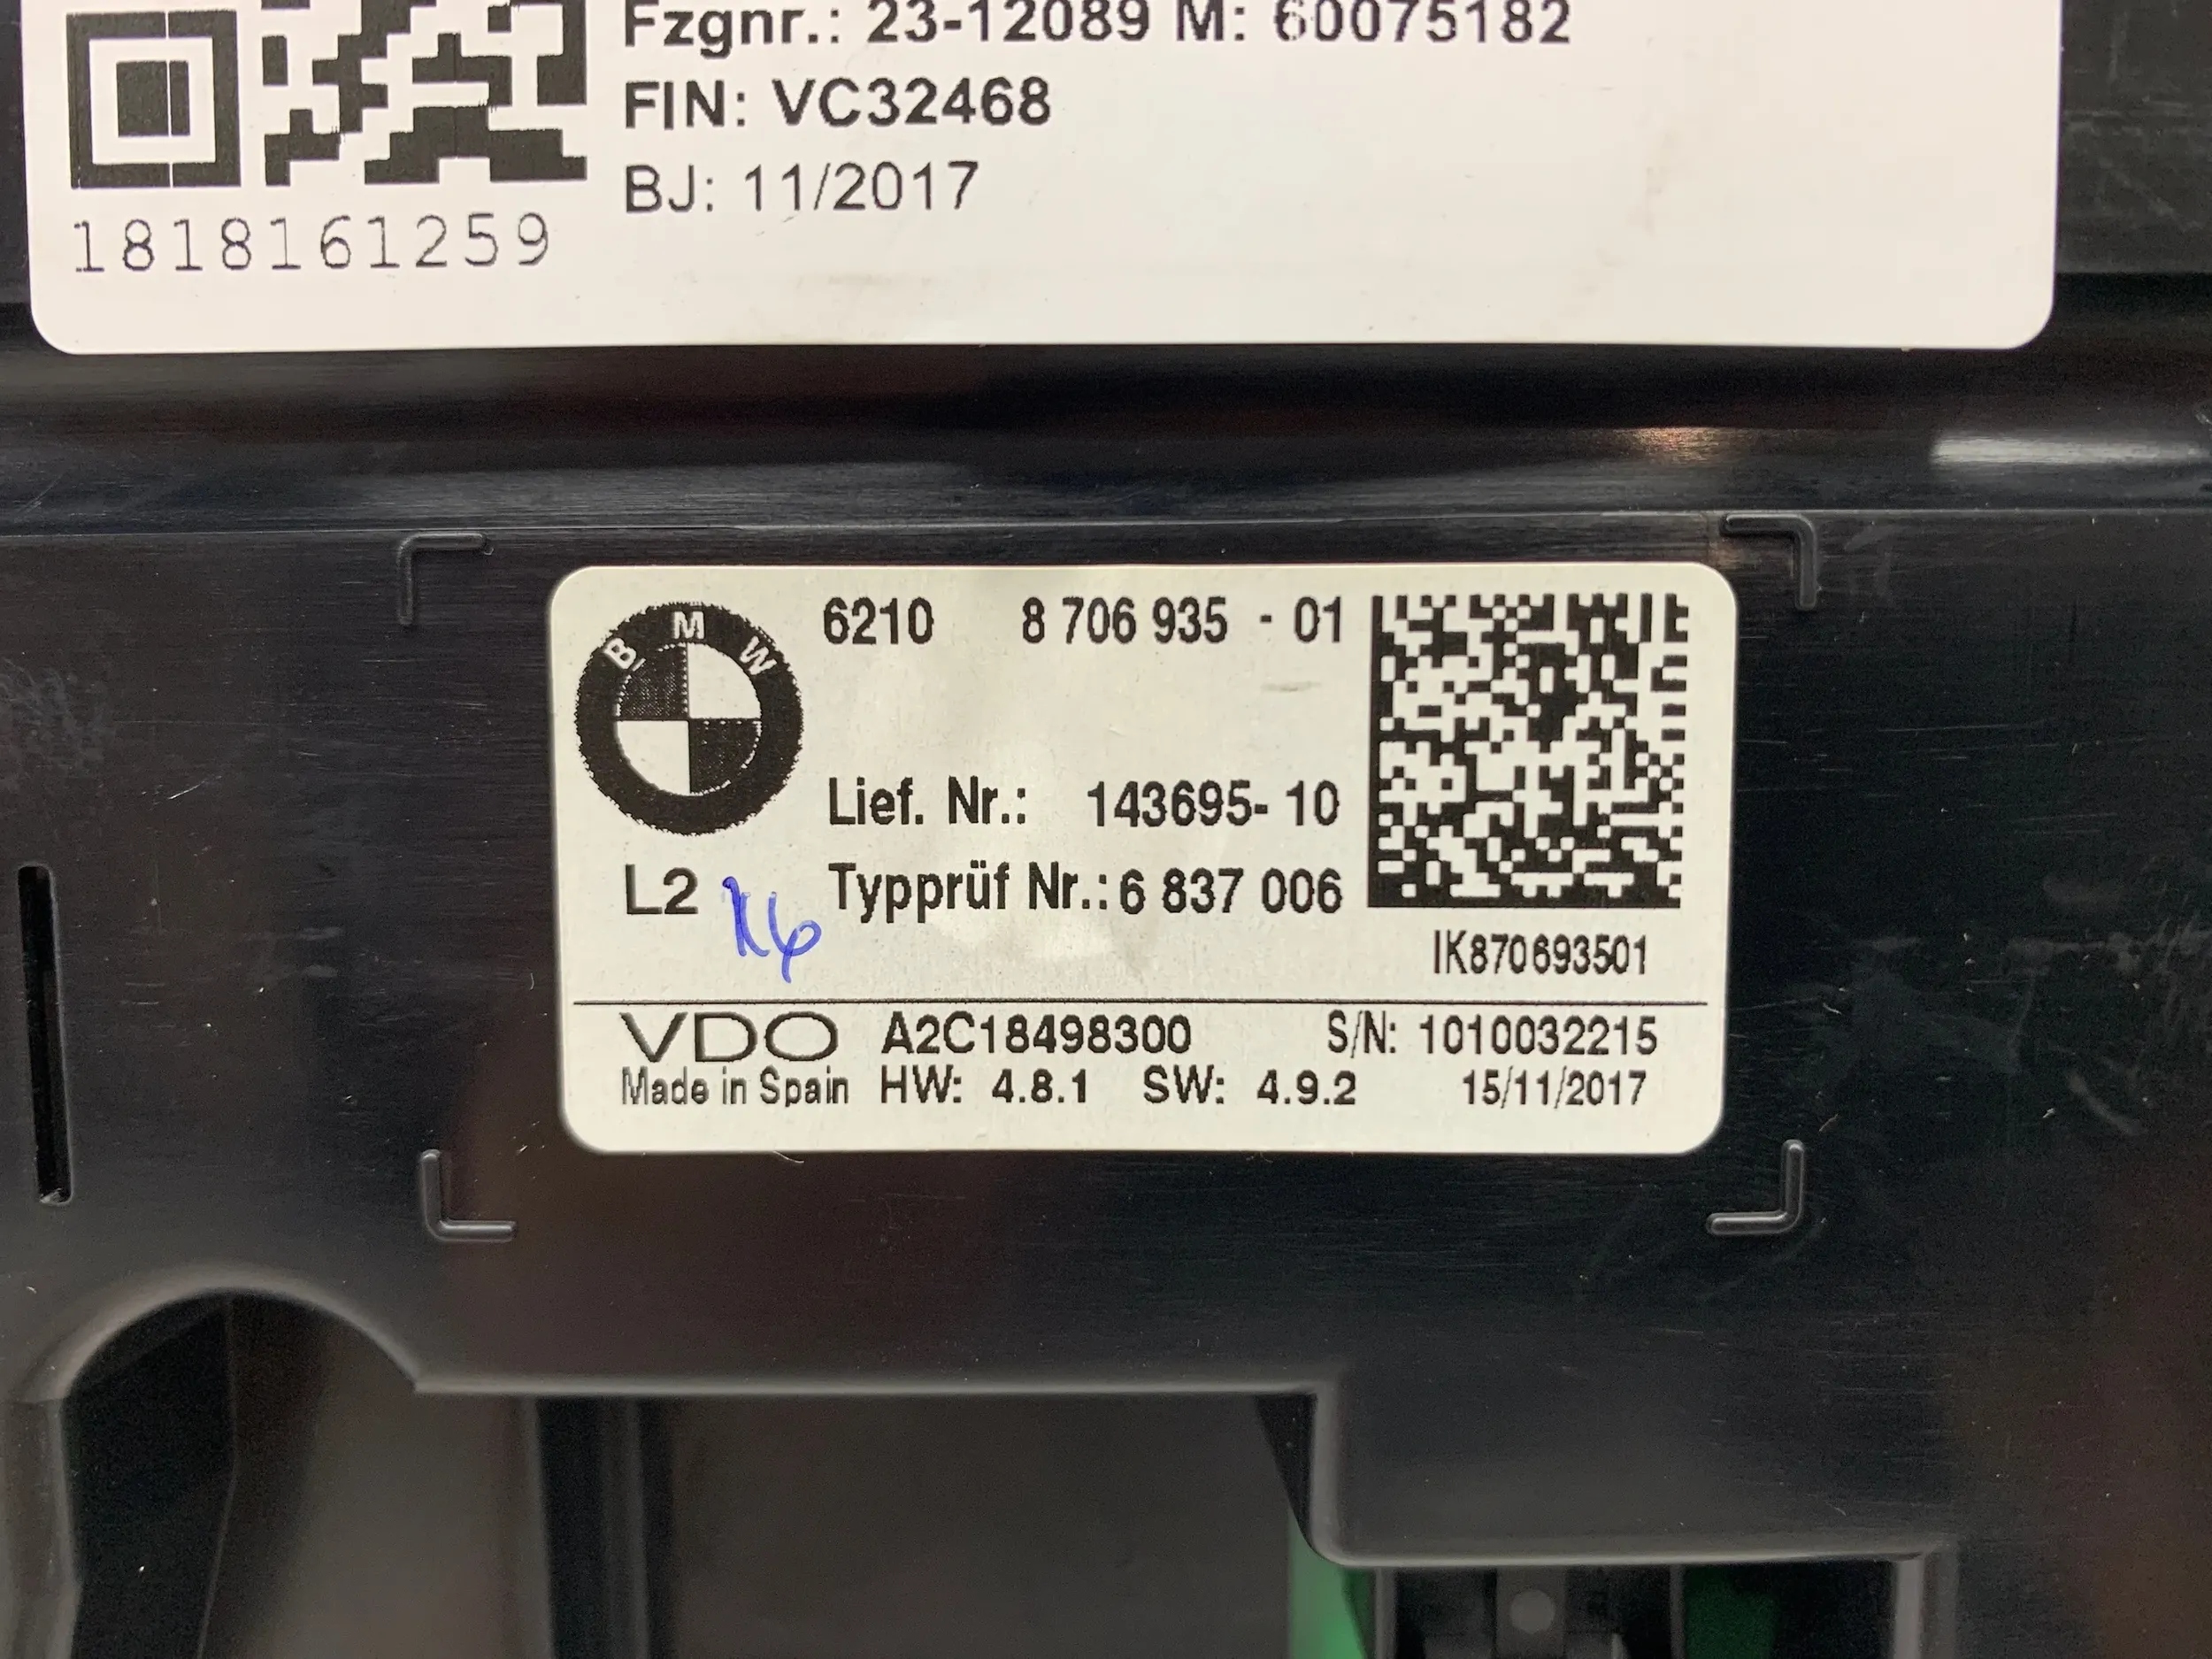 Fzgnr.: 23-12089 M: 60075182
FIN: VC32468
BJ: 11/2017
1818161259
BMW
6210 8 706 935 - 01
Lief. Nr.: 143695- 10
L2
Typprüf Nr.: 6 837 006
IK870693501
VDO A2C18498300 S/N: 1010032215
Made in Spain HW: 4.8.1 SW: 4.9.2 15/11/2017